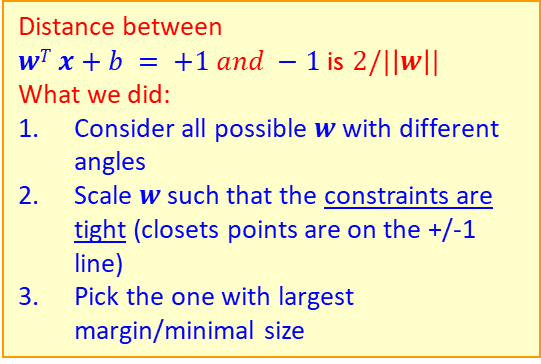 Distance between
𝒘ᵀ 𝒙 + b = +1 and − 1 is 2/||𝒘||
What we did:
1. Consider all possible 𝒘 with different
angles
2. Scale 𝒘 such that the constraints are
tight (closets points are on the +/-1
line)
3. Pick the one with largest
margin/minimal size